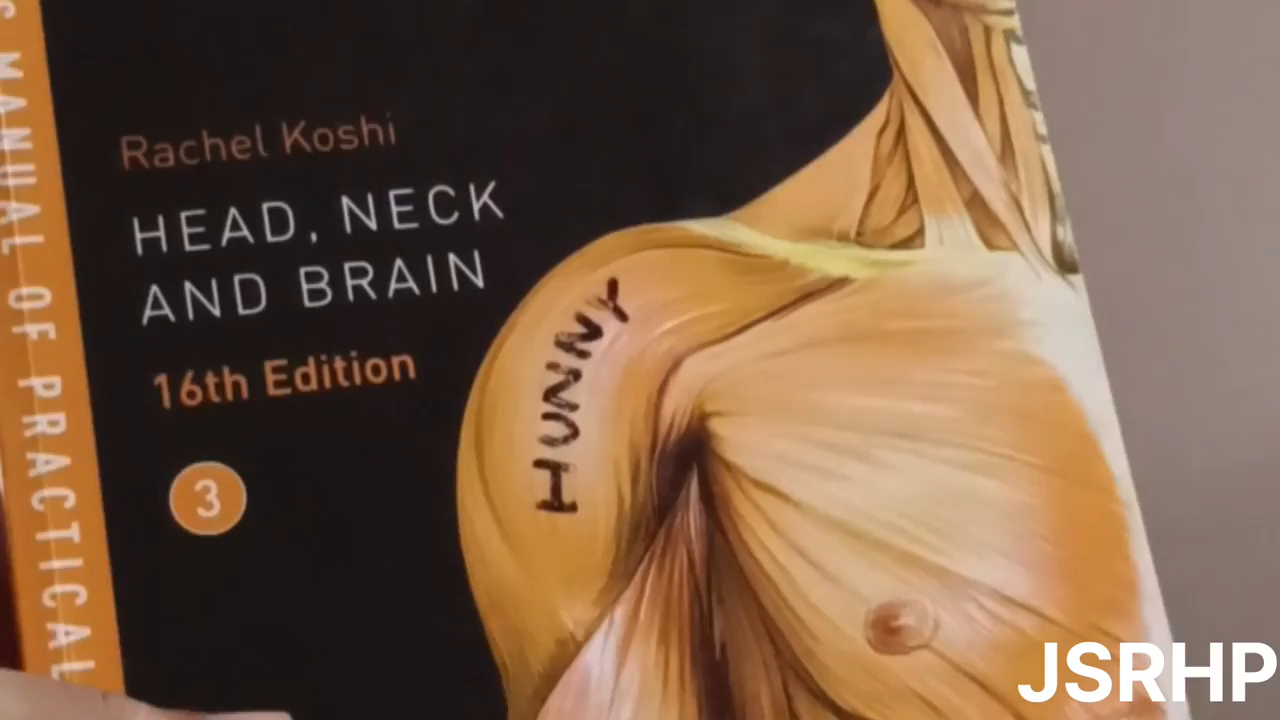 S MANUAL OF PRACTICAL
Rachel Koshi
HEAD, NECK
AND BRAIN
16th Edition
3
HUNNY
JSRHP